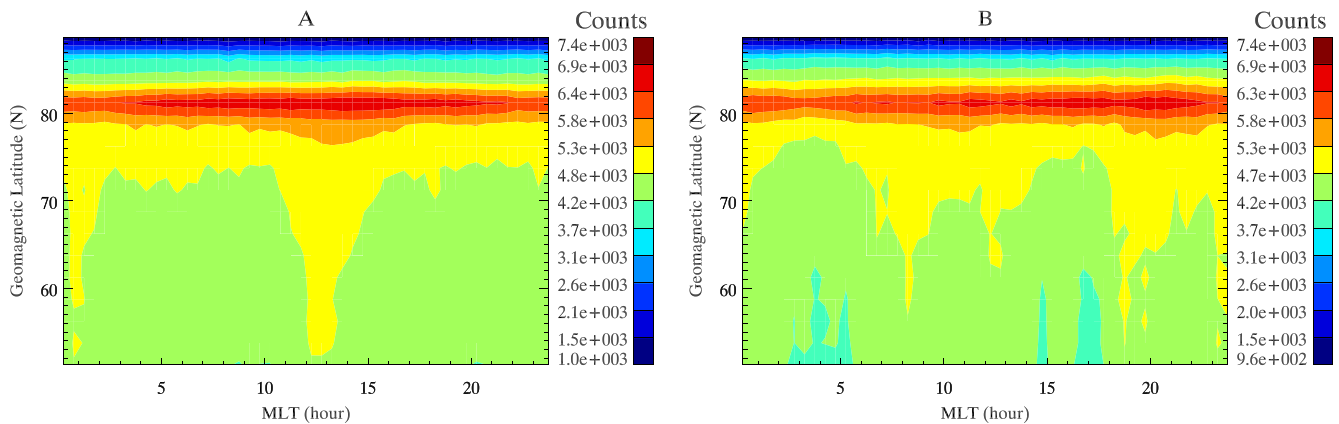 A
Counts
7.4e+003
6.9e+003
6.4e+003
5.8e+003
5.3e+003
4.8e+003
4.2e+003
3.7e+003
3.1e+003
2.6e+003
2.1e+003
1.5e+003
1.0e+003
80
70
60
Geomagnetic Latitude (N)
5 10 15 20
MLT (hour)
B
Counts
7.4e+003
6.9e+003
6.3e+003
5.8e+003
5.3e+003
4.7e+003
4.2e+003
3.7e+003
3.1e+003
2.6e+003
2.0e+003
1.5e+003
9.6e+002
80
70
60
Geomagnetic Latitude (N)
5 10 15 20
MLT (hour)